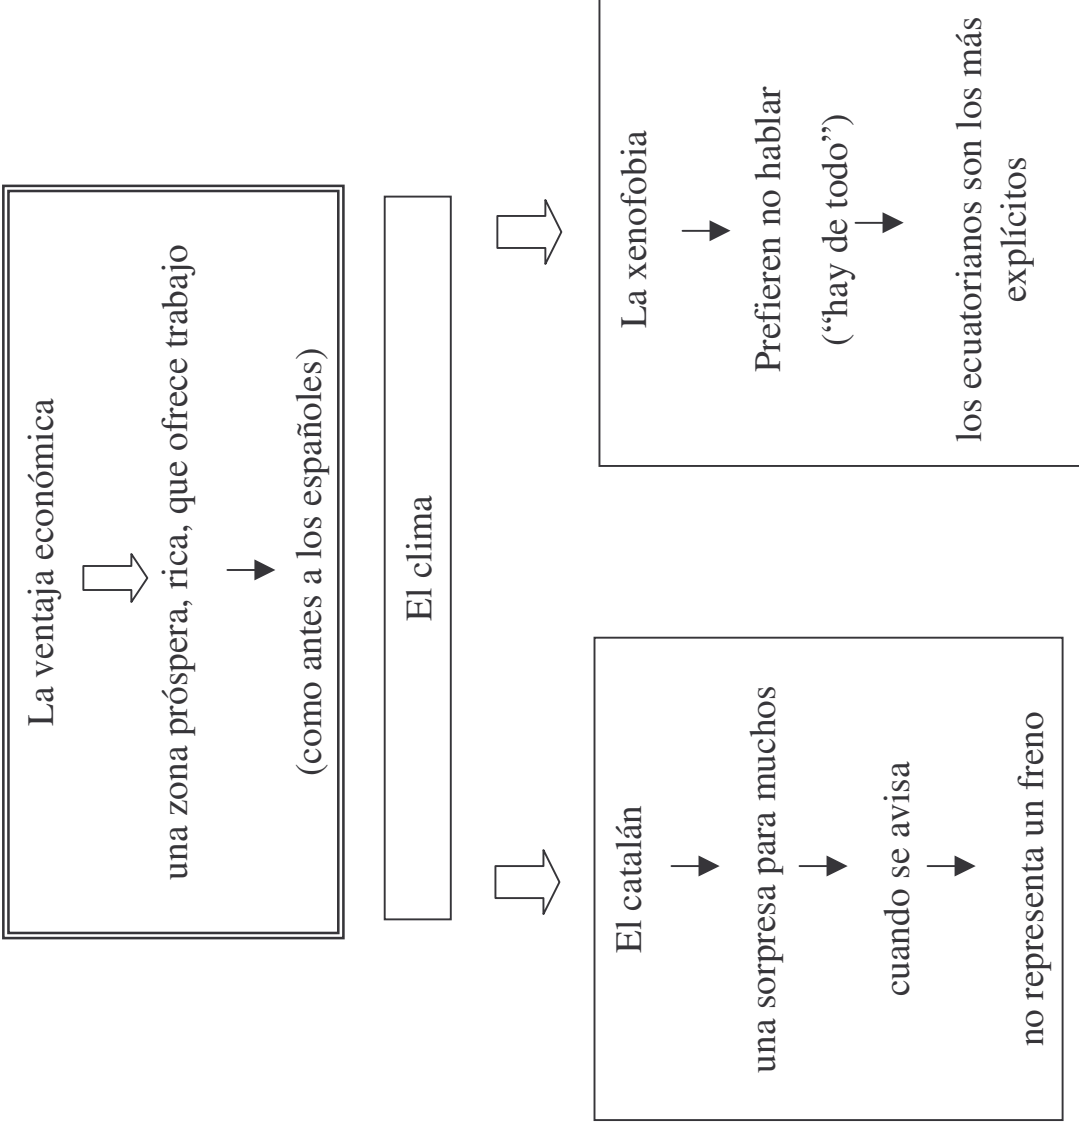 La ventaja económica
una zona próspera, rica, que ofrece trabajo
(como antes a los españoles)
El clima
El catalán
una sorpresa para muchos
cuando se avisa
no representa un freno
La xenofobia
Prefieren no hablar
(“hay de todo”)
los ecuatorianos son los más
explícitos